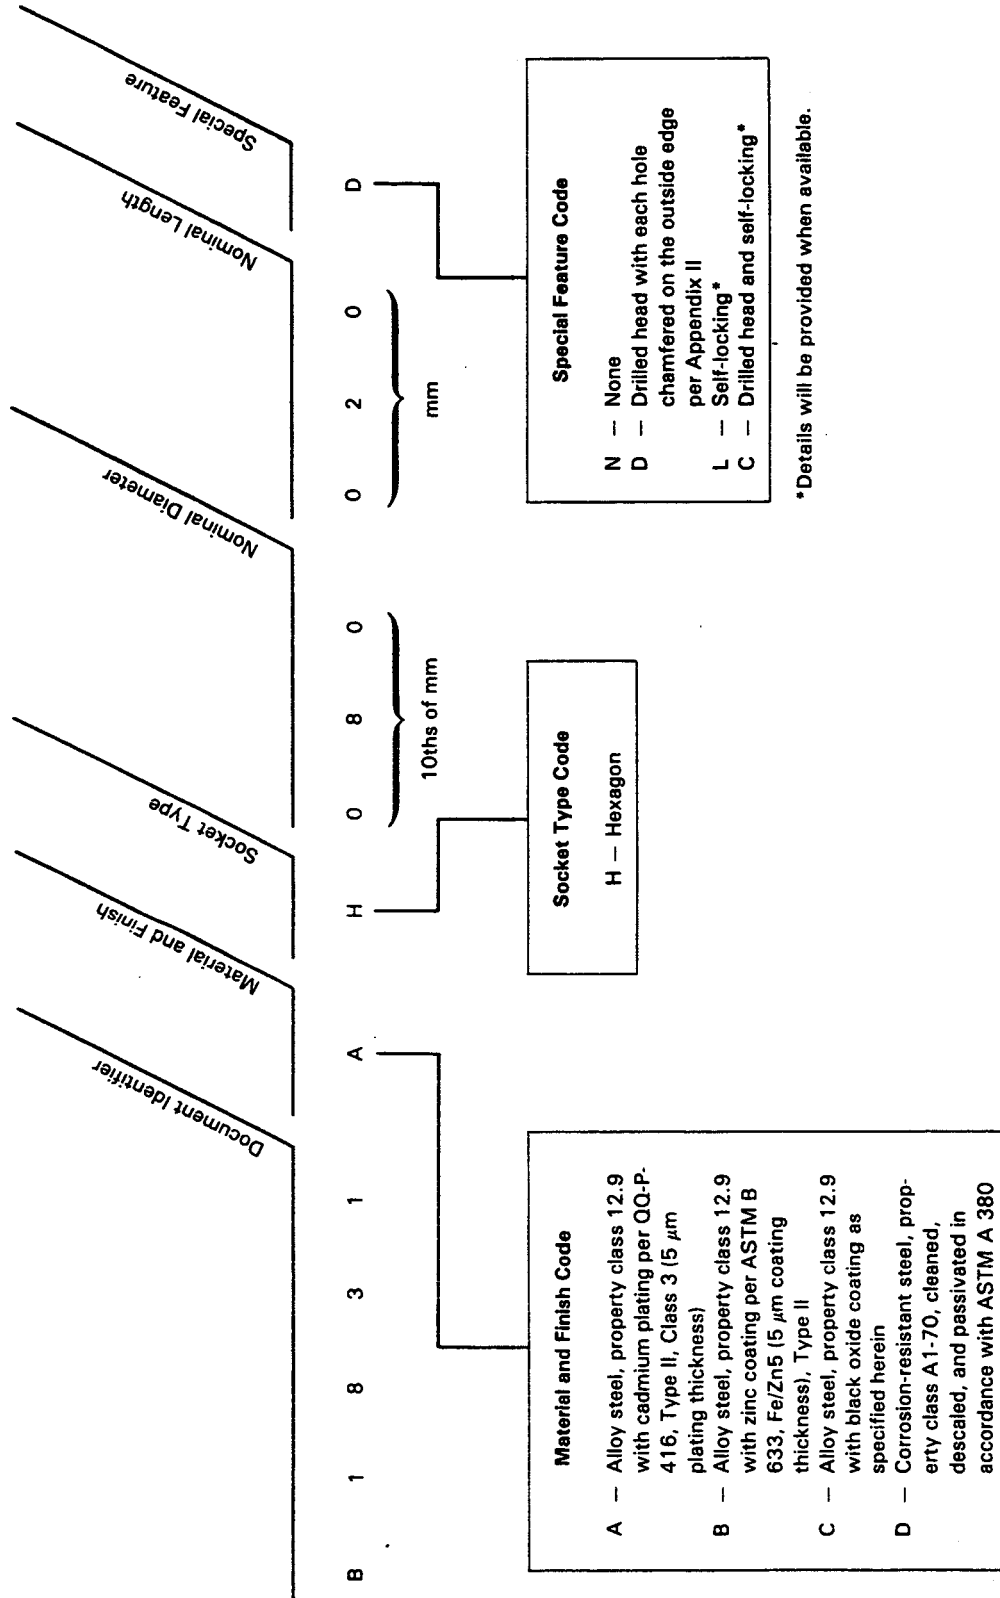 Document Identifier
Material and Finish
Socket Type
Nominal Diameter
Nominal Length
Special Feature
B 1 8 3 1 A H 0 8 0 0 2 0 D
10ths of mm
mm
Material and Finish Code
A — Alloy steel, property class 12.9
with cadmium plating per QQ-P-
416, Type II, Class 3 (5 μm
plating thickness)
B — Alloy steel, property class 12.9
with zinc coating per ASTM B
633, Fe/Zn5 (5 μm coating
thickness), Type II
C — Alloy steel, property class 12.9
with black oxide coating as
specified herein
D — Corrosion-resistant steel, prop-
erty class A1-70, cleaned,
descaled, and passivated in
accordance with ASTM A 380
Socket Type Code
H — Hexagon
Special Feature Code
N — None
D — Drilled head with each hole
chamfered on the outside edge
per Appendix II
L — Self-locking*
C — Drilled head and self-locking*
*Details will be provided when available.